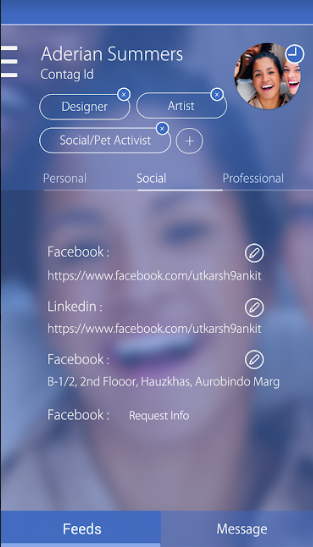 Aderian Summers
Contag Id
Designer
Artist
Social/Pet Activist
+
Personal Social Professional
Facebook :
https://www.facebook.com/utkarsh9ankit
Linkedin :
https://www.facebook.com/utkarsh9ankit
Facebook :
B-1/2, 2nd Flooor, Hauzkhas, Aurobindo Marg
Facebook : Request Info
Feeds Message